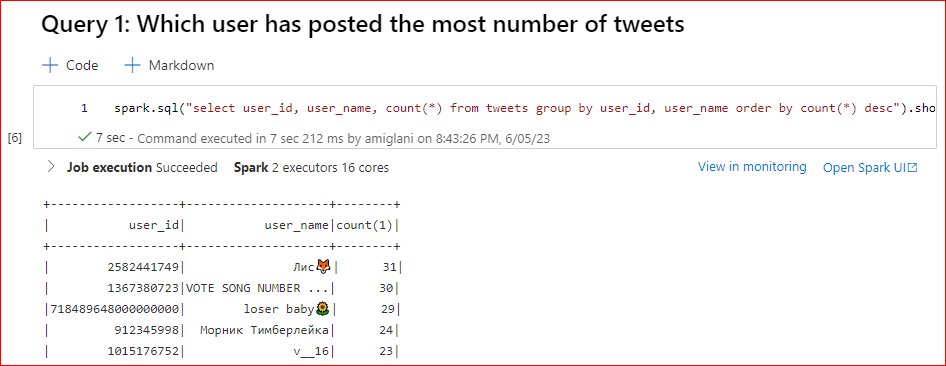 Query 1: Which user has posted the most number of tweets
+ Code + Markdown
1 spark.sql("select user_id, user_name, count(*) from tweets group by user_id, user_name order by count(*) desc").sho
[6]
7 sec - Command executed in 7 sec 212 ms by amiglani on 8:43:26 PM, 6/05/23
> Job execution Succeeded Spark 2 executors 16 cores View in monitoring Open Spark UI
+------------------+-------------------+--------+
| user_id| user_name|count(1)|
+------------------+-------------------+--------+
| 2582441749| Лис🦊| 31|
| 1367380723|VOTE SONG NUMBER ...| 30|
|718489648000000000| loser baby🌻| 29|
| 912345998| Морник Тимберлейка| 24|
| 1015176752| v__16| 23|